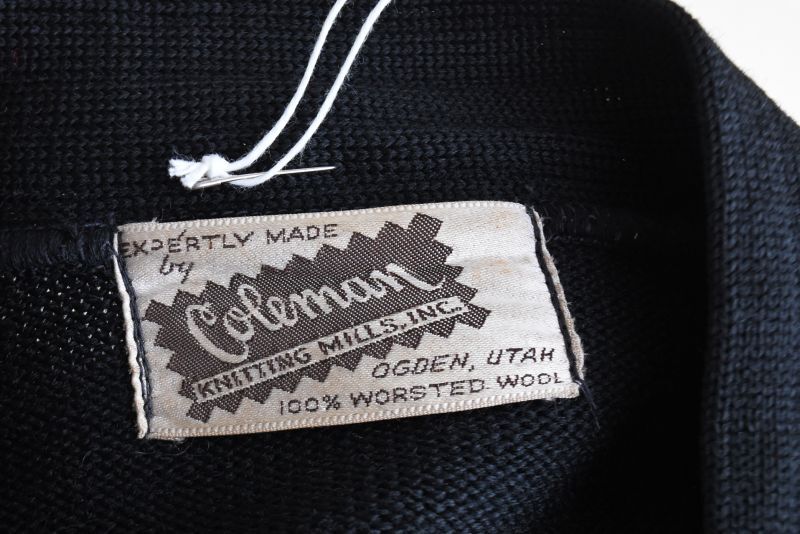 EXPERTLY MADE
by
Coleman
KNITTING MILLS, INC.
OGDEN, UTAH
100% WORSTED WOOL